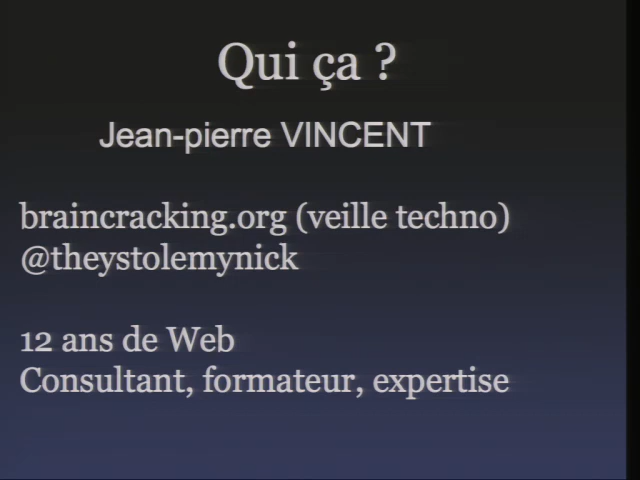 Qui ça ?
Jean-pierre VINCENT
braincracking.org (veille techno)
@theystolemynick
12 ans de Web
Consultant, formateur, expertise